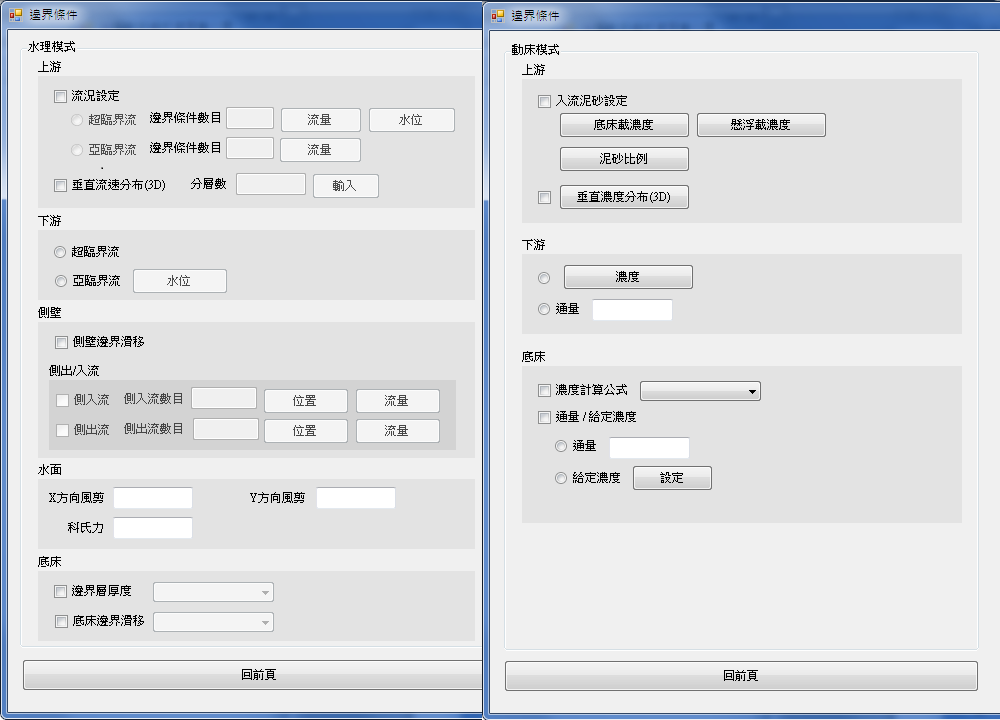 邊界條件
水理模式
上游
流況設定
超臨界流 邊界條件數目 流量 水位
亞臨界流 邊界條件數目 流量
垂直流速分布(3D) 分層數 輸入
下游
超臨界流
亞臨界流 水位
側壁
側壁邊界滑移
側出/入流
側入流 側入流數目 位置 流量
側出流 側出流數目 位置 流量
水面
X方向風剪 Y方向風剪
科氏力
底床
邊界層厚度
底床邊界滑移
回前頁
邊界條件
動床模式
上游
入流泥砂設定
底床載濃度 懸浮載濃度
泥砂比例
垂直濃度分布(3D)
下游
濃度
通量
底床
濃度計算公式
通量 / 給定濃度
通量
給定濃度 設定
回前頁